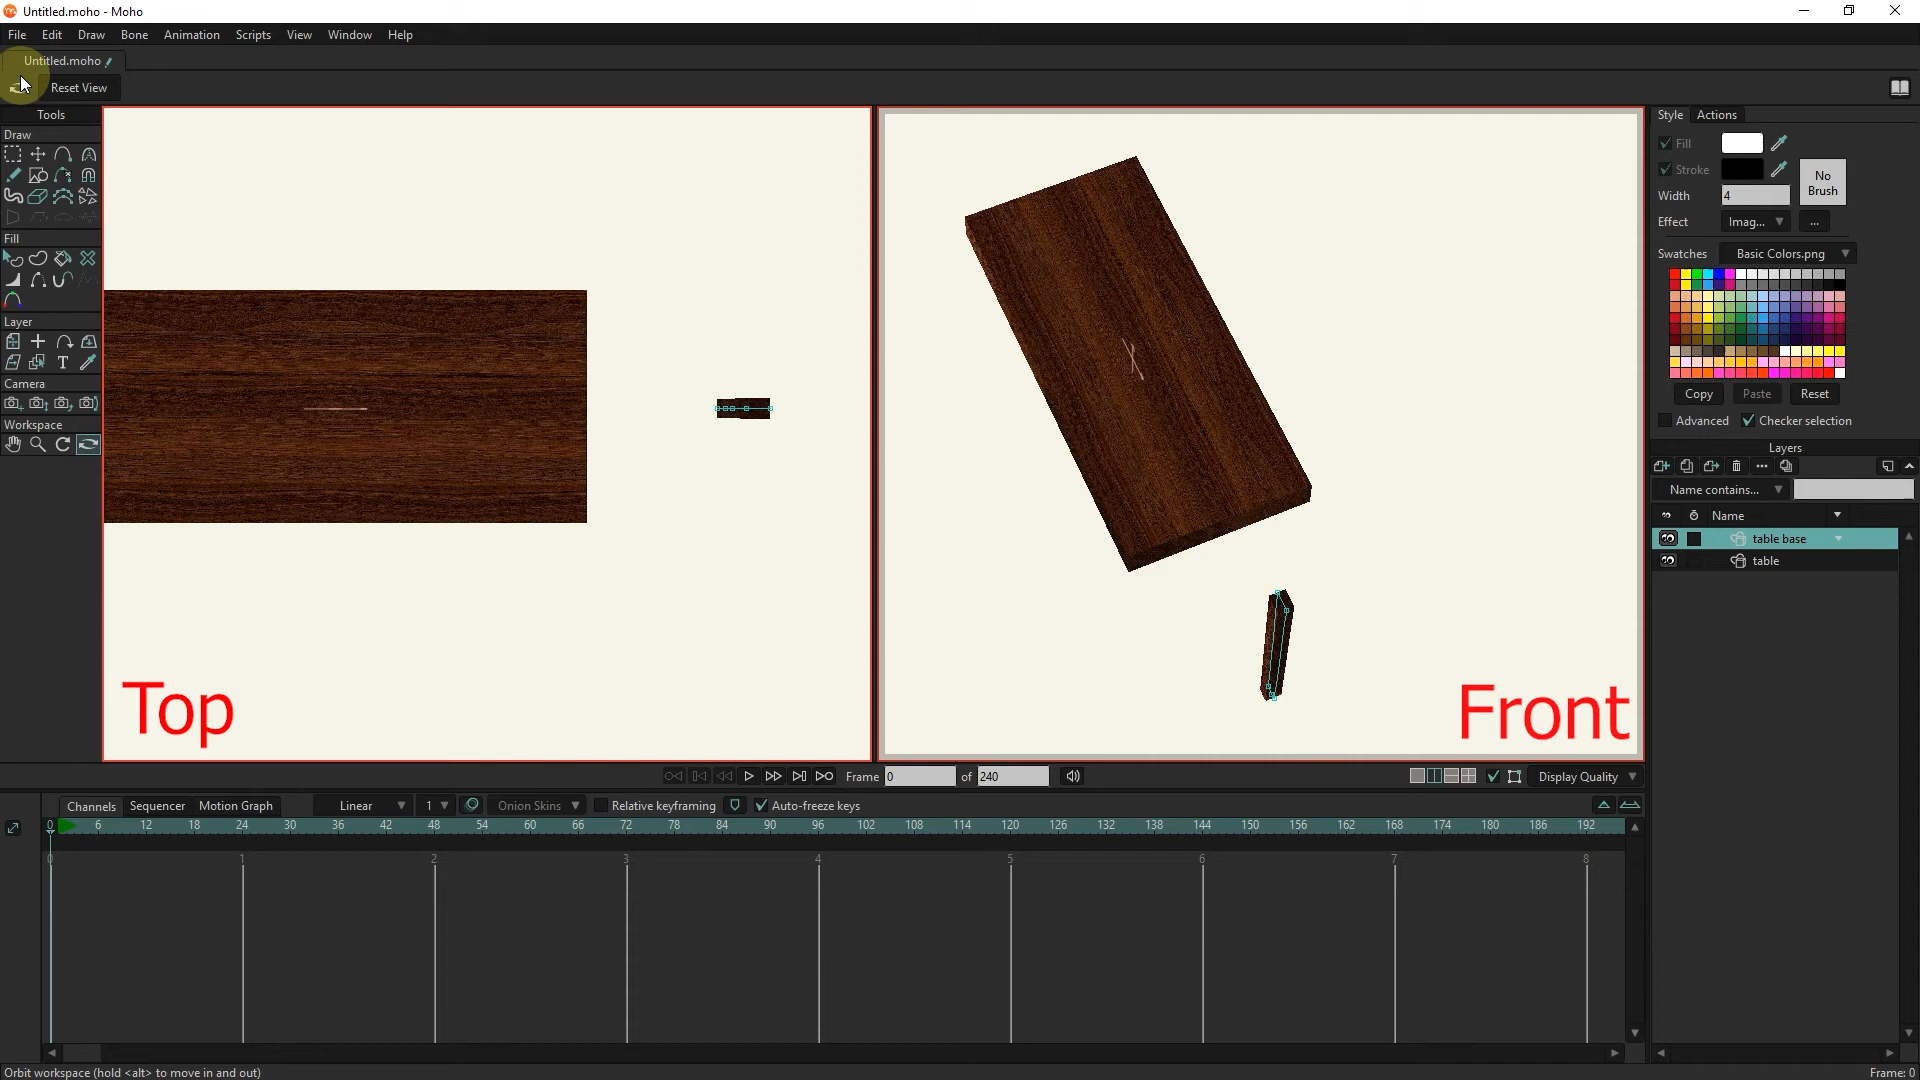 Untitled.moho - Moho
File Edit Draw Bone Animation Scripts View Window Help
Untitled.moho
Reset View
Tools
Draw
Fill
Layer
Camera
Workspace
Top
Front
Style Actions
Fill
Stroke
No
Brush
Width 4
Effect Imag... ...
Swatches Basic Colors.png
Copy Paste Reset
Advanced Checker selection
Layers
Name contains...
Name
table base
table
Frame 0 of 240 Display Quality
Channels Sequencer Motion Graph Linear 1 Onion Skins Relative keyframing Auto-freeze keys
0 6 12 18 24 30 36 42 48 54 60 66 72 78 84 90 96 102 108 114 120 126 132 138 144 150 156 162 168 174 180 186 192
0 1 2 3 4 5 6 7 8
Orbit workspace (hold <alt> to move in and out) Frame: 0